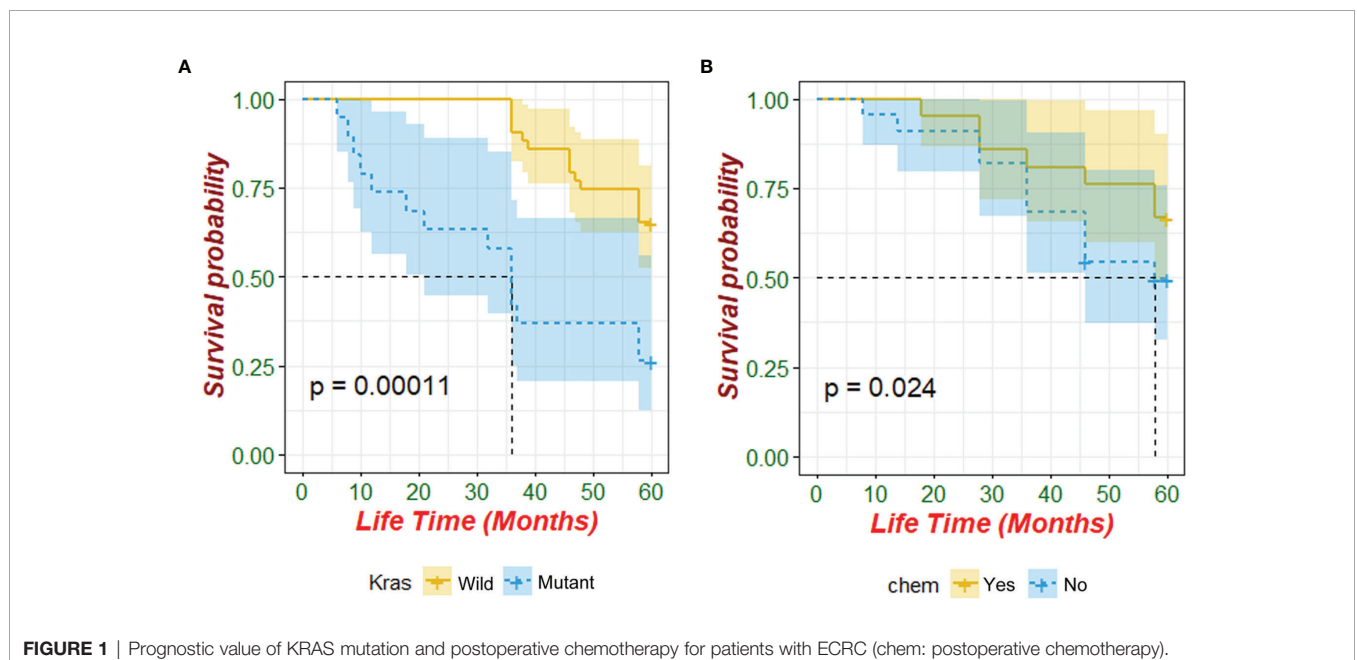 A
Survival probability
1.00
0.75
0.50
0.25
0.00
p = 0.00011
0 10 20 30 40 50 60
Life Time (Months)
Kras Wild Mutant
B
Survival probability
1.00
0.75
0.50
0.25
0.00
p = 0.024
0 10 20 30 40 50 60
Life Time (Months)
chem Yes No
FIGURE 1 | Prognostic value of KRAS mutation and postoperative chemotherapy for patients with ECRC (chem: postoperative chemotherapy).